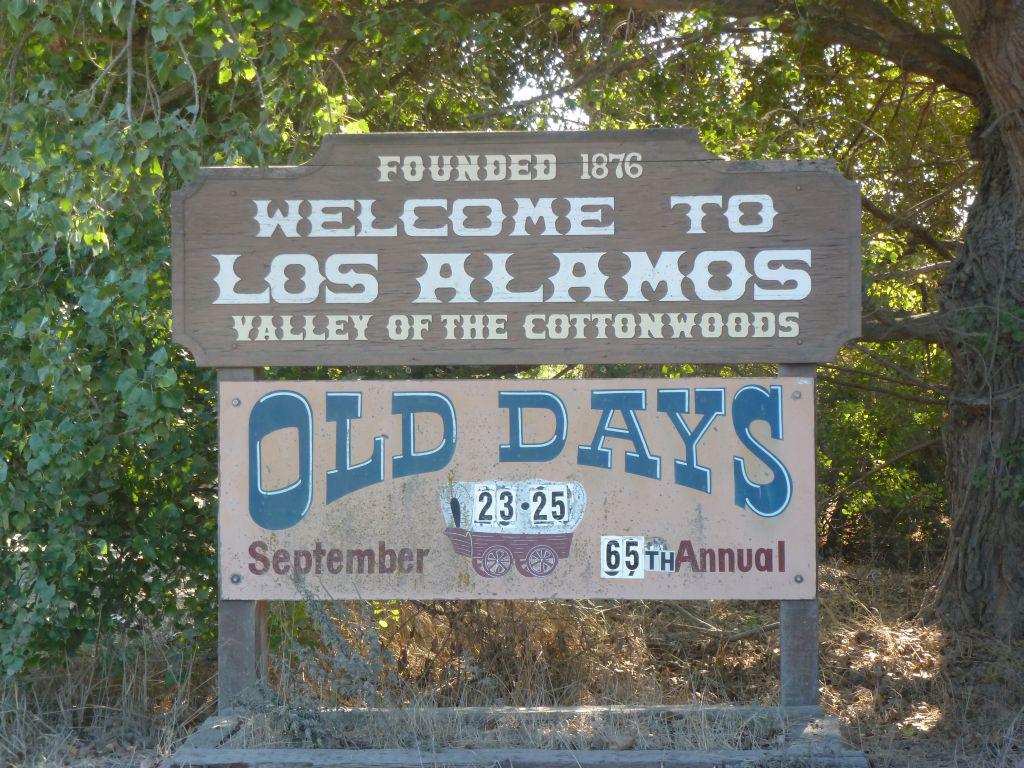 FOUNDED 1876
WELCOME TO
LOS ALAMOS
VALLEY OF THE COTTONWOODS
OLD DAYS
23·25
September 65TH Annual